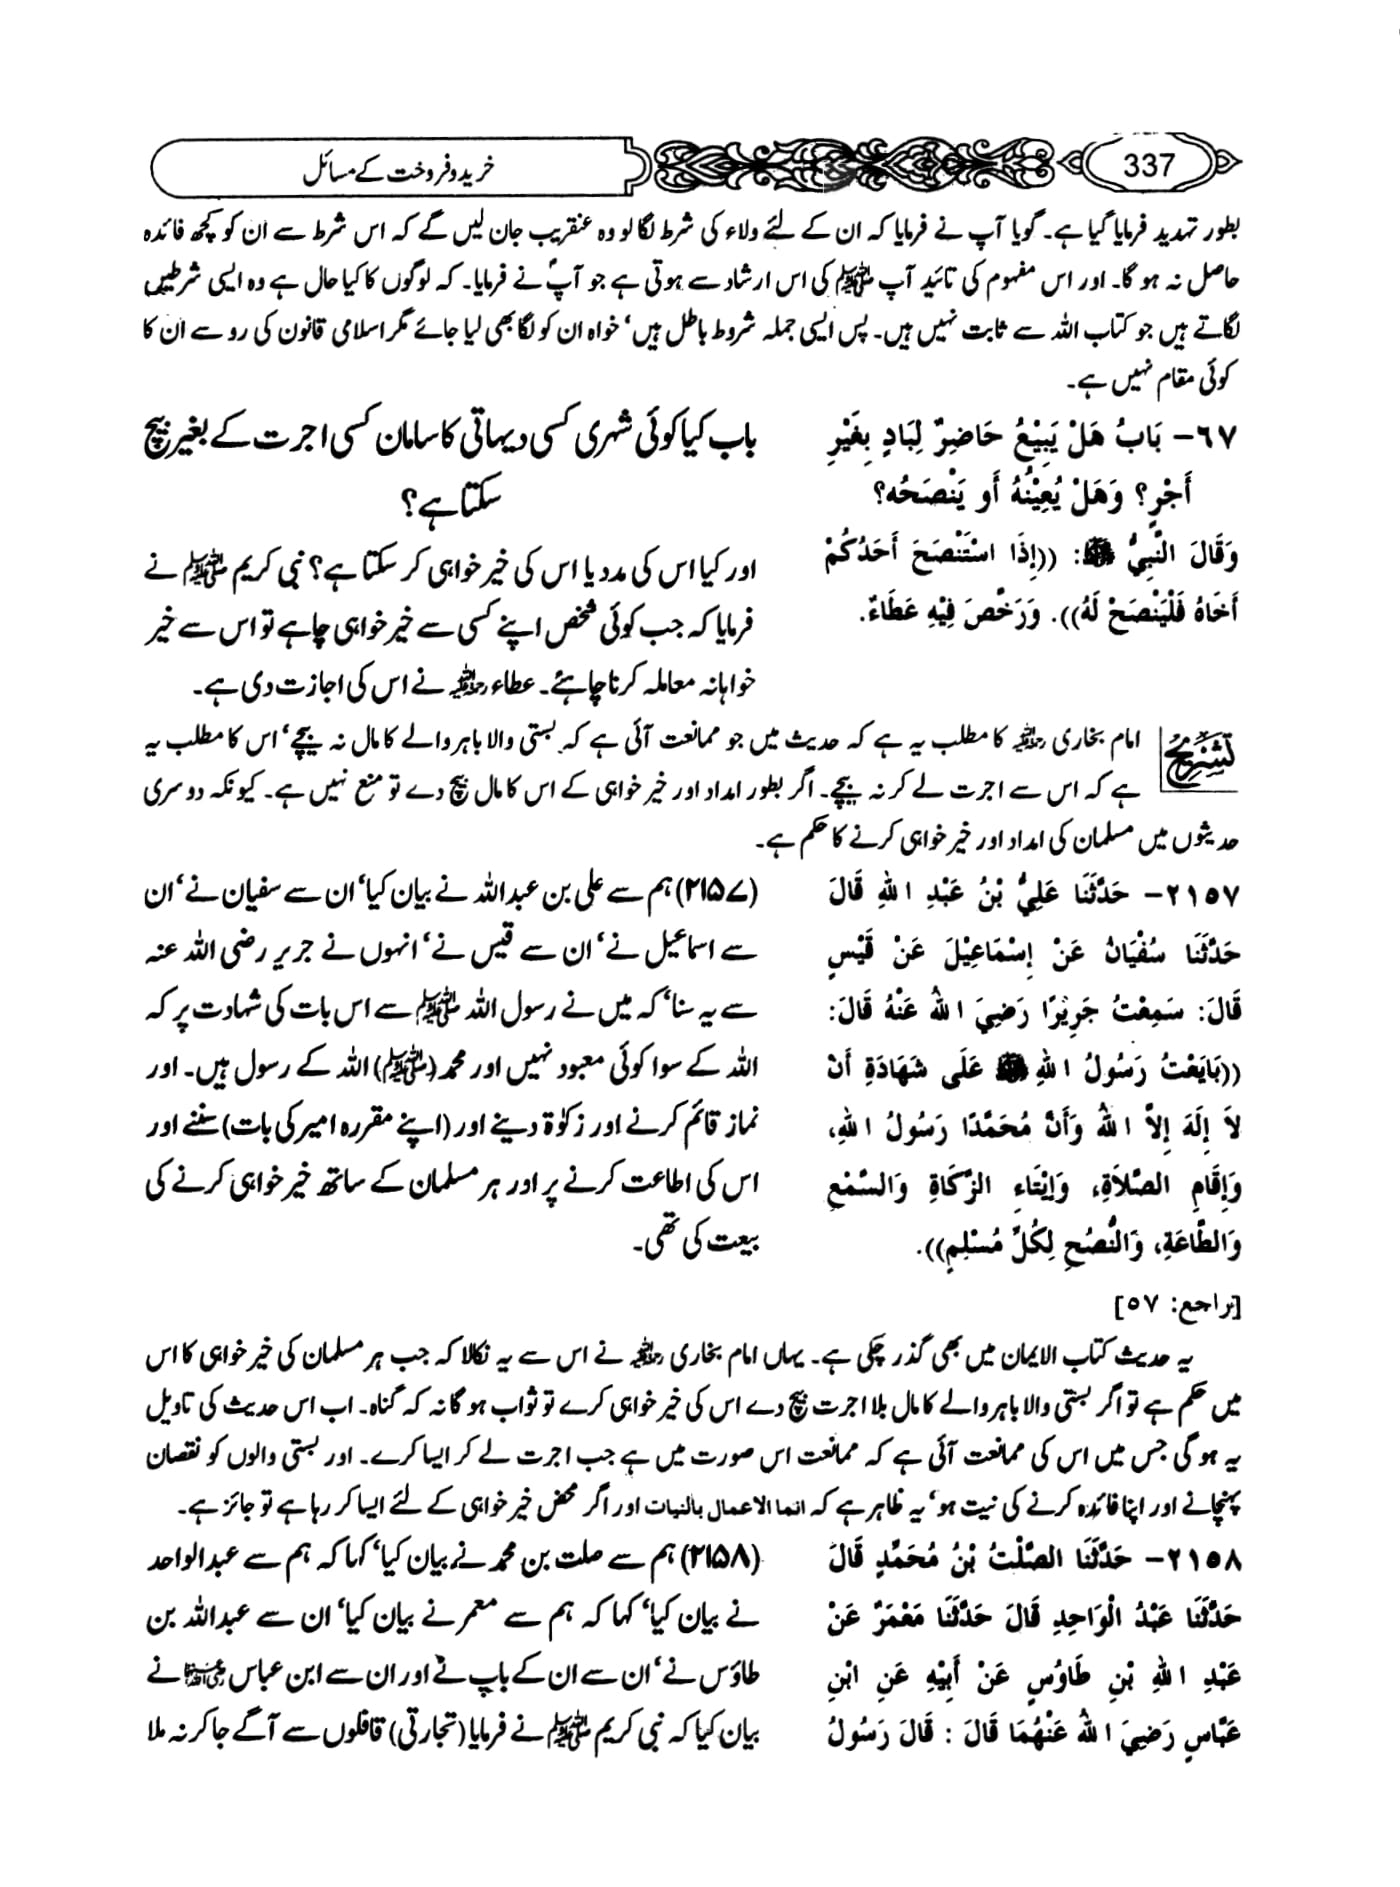 337
خرید و فروخت کے مسائل
بطور تہدید فرمایا گیا ہے۔ گویا آپ نے فرمایا کہ ان کے لئے ولاء کی شرط لگا لو وہ عنقریب جان لیں گے کہ اس شرط سے ان کو کچھ فائدہ
حاصل نہ ہو گا۔ اور اس مفہوم کی تائید آپ ﷺ کی اس ارشاد سے ہوتی ہے جو آپؐ نے فرمایا۔ کہ لوگوں کا کیا حال ہے وہ ایسی شرطیں
لگاتے ہیں جو کتاب اللہ سے ثابت نہیں ہیں۔ پس ایسی جملہ شروط باطل ہیں‘ خواہ ان کو لگا بھی لیا جائے مگر اسلامی قانون کی رو سے ان کا
کوئی مقام نہیں ہے۔
٦٧- بَابُ هَلْ يَبِيْعُ حَاضِرٌ لِبَادٍ بِغَيْرِ
أَجْرٍ؟ وَهَلْ يُعِيْنُهُ أَو يَنْصَحُه؟
وَقَالَ النَّبِيُّ ﷺ: ((إِذَا اسْتَنْصَحَ أَحَدُكُمْ
أَخَاهُ فَلْيَنْصَحْ لَهُ)). وَرَخَّصَ فِيْهِ عَطَاءٌ.
باب کیا کوئی شہری کسی دیہاتی کا سامان کسی اجرت کے بغیر بیچ
سکتا ہے؟
اور کیا اس کی مدد یا اس کی خیر خواہی کر سکتا ہے؟ نبی کریم ﷺ نے
فرمایا کہ جب کوئی شخص اپنے کسی سے خیر خواہی چاہے تو اس سے خیر
خواہانہ معاملہ کرنا چاہئے۔ عطاء رحمۃ اللہ علیہ نے اس کی اجازت دی ہے۔
تشریح
امام بخاری رحمۃ اللہ علیہ کا مطلب یہ ہے کہ حدیث میں جو ممانعت آئی ہے کہ بستی والا باہر والے کا مال نہ بیچے‘ اس کا مطلب یہ
ہے کہ اس سے اجرت لے کر نہ بیچے۔ اگر بطور امداد اور خیر خواہی کے اس کا مال بیچ دے تو منع نہیں ہے۔ کیونکہ دوسری
حدیثوں میں مسلمان کی امداد اور خیر خواہی کرنے کا حکم ہے۔
٢١٥٧- حَدَّثَنَا عَلِيُّ بْنُ عَبْدِ اللهِ قَالَ
حَدَّثَنَا سُفْيَانُ عَنْ إِسْمَاعِيْلَ عَنْ قَيْسٍ
قَالَ: سَمِعْتُ جَرِيْرًا رَضِيَ اللهُ عَنْهُ قَالَ:
((بَايَعْتُ رَسُولُ اللهِ ﷺ عَلَى شَهَادَةِ أَنْ
لاَ إِلَهَ إِلاَّ اللهُ وَأَنَّ مُحَمَّدًا رَسُولُ اللهِ،
وَإِقَامِ الصَّلاَةِ، وَإِيْتَاءِ الزَّكَاةِ وَالسَّمْعِ
وَالطَّاعَةِ، وَالنُّصْحِ لِكُلِّ مُسْلِمٍ)).
[راجع: ٥٧]
(۲۱۵۷) ہم سے علی بن عبداللہ نے بیان کیا‘ ان سے سفیان نے‘ ان
سے اسماعیل نے‘ ان سے قیس نے‘ انہوں نے جریر رضی اللہ عنہ
سے یہ سنا‘ کہ میں نے رسول اللہ ﷺ سے اس بات کی شہادت پر کہ
اللہ کے سوا کوئی معبود نہیں اور محمد (ﷺ) اللہ کے رسول ہیں۔ اور
نماز قائم کرنے اور زکوٰۃ دینے اور (اپنے مقررہ امیر کی بات) سننے اور
اس کی اطاعت کرنے پر اور ہر مسلمان کے ساتھ خیر خواہی کرنے کی
بیعت کی تھی۔
یہ حدیث کتاب الایمان میں بھی گذر چکی ہے۔ یہاں امام بخاری رحمۃ اللہ علیہ نے اس سے یہ نکالا کہ جب ہر مسلمان کی خیر خواہی کا اس
میں حکم ہے تو اگر بستی والا باہر والے کا مال بلا اجرت بیچ دے اس کی خیر خواہی کرے تو ثواب ہو گا نہ کہ گناہ۔ اب اس حدیث کی تاویل
یہ ہو گی جس میں اس کی ممانعت آئی ہے کہ ممانعت اس صورت میں ہے جب اجرت لے کر ایسا کرے۔ اور بستی والوں کو نقصان
پہنچانے اور اپنا فائدہ کرنے کی نیت ہو‘ یہ ظاہر ہے کہ انما الاعمال بالنیات اور اگر محض خیر خواہی کے لئے ایسا کر رہا ہے تو جائز ہے۔
٢١٥٨- حَدَّثَنَا الصَّلْتُ بْنُ مُحَمَّدٍ قَالَ
حَدَّثَنَا عَبْدُ الْوَاحِدِ قَالَ حَدَّثَنَا مَعْمَرٌ عَنْ
عَبْدِ اللهِ بْنِ طَاوُسٍ عَنْ أَبِيْهِ عَنِ ابْنِ
عَبَّاسٍ رَضِيَ اللهُ عَنْهُمَا قَالَ : قَالَ رَسُولُ
(۲۱۵۸) ہم سے صلت بن محمد نے بیان کیا‘ کہا کہ ہم سے عبدالواحد
نے بیان کیا‘ کہا کہ ہم سے معمر نے بیان کیا‘ ان سے عبداللہ بن
طاؤس نے‘ ان سے ان کے باپ نے اور ان سے ابن عباس رضی اللہ عنہما نے
بیان کیا کہ نبی کریم ﷺ نے فرمایا (تجارتی) قافلوں سے آگے جا کر نہ ملا